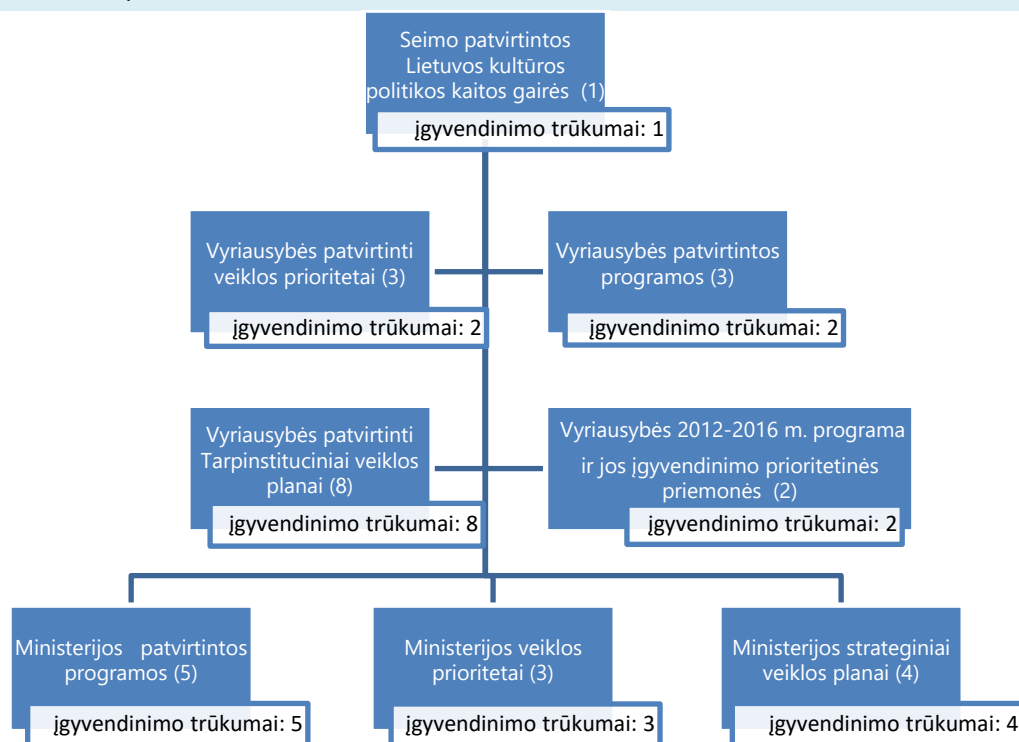 Seimo patvirtintos
Lietuvos kultūros
politikos kaitos gairės (1)
įgyvendinimo trūkumai: 1
Vyriausybės patvirtinti
veiklos prioritetai (3)
įgyvendinimo trūkumai: 2
Vyriausybės patvirtintos
programos (3)
įgyvendinimo trūkumai: 2
Vyriausybės patvirtinti
Tarpinstituciniai veiklos
planai (8)
įgyvendinimo trūkumai: 8
Vyriausybės 2012-2016 m. programa
ir jos įgyvendinimo prioritetinės
priemonės (2)
įgyvendinimo trūkumai: 2
Ministerijos patvirtintos
programos (5)
įgyvendinimo trūkumai: 5
Ministerijos veiklos
prioritetai (3)
įgyvendinimo trūkumai: 3
Ministerijos strateginiai
veiklos planai (4)
įgyvendinimo trūkumai: 4